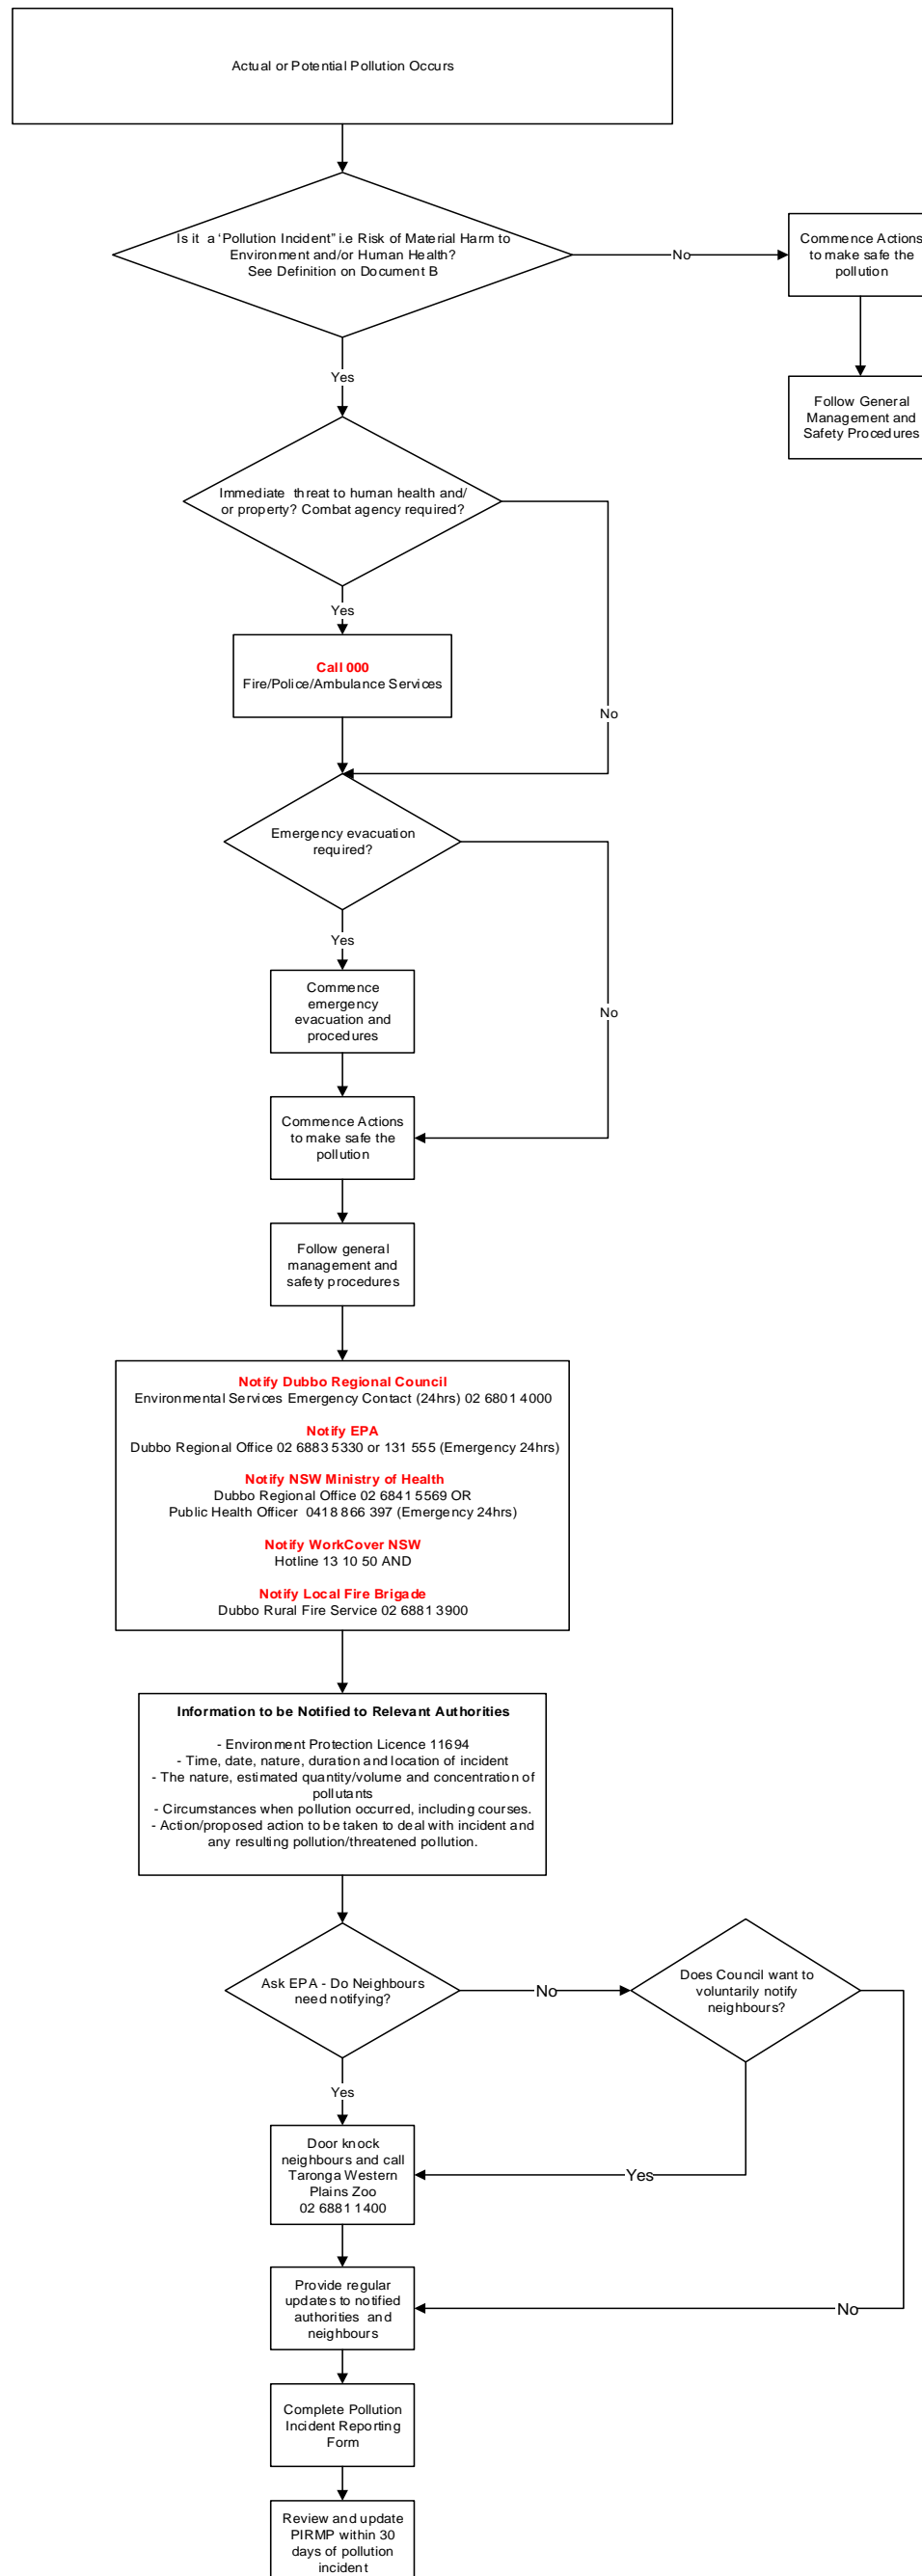 Actual or Potential Pollution Occurs
Is it a ‘Pollution Incident” i.e Risk of Material Harm to
Environment and/or Human Health?
See Definition on Document B
No
Commence Actions
to make safe the
pollution
Follow General
Management and
Safety Procedures
Yes
Immediate threat to human health and/
or property? Combat agency required?
Yes
No
Call 000
Fire/Police/Ambulance Services
Emergency evacuation
required?
Yes
No
Commence
emergency
evacuation and
procedures
Commence Actions
to make safe the
pollution
Follow general
management and
safety procedures
Notify Dubbo Regional Council
Environmental Services Emergency Contact (24hrs) 02 6801 4000
Notify EPA
Dubbo Regional Office 02 6883 5330 or 131 555 (Emergency 24hrs)
Notify NSW Ministry of Health
Dubbo Regional Office 02 6841 5569 OR
Public Health Officer 0418 866 397 (Emergency 24hrs)
Notify WorkCover NSW
Hotline 13 10 50 AND
Notify Local Fire Brigade
Dubbo Rural Fire Service 02 6881 3900
Information to be Notified to Relevant Authorities
- Environment Protection Licence 11694
- Time, date, nature, duration and location of incident
- The nature, estimated quantity/volume and concentration of
pollutants
- Circumstances when pollution occurred, including courses.
- Action/proposed action to be taken to deal with incident and
any resulting pollution/threatened pollution.
Ask EPA - Do Neighbours
need notifying?
No
Does Council want to
voluntarily notify
neighbours?
Yes
Door knock
neighbours and call
Taronga Western
Plains Zoo
02 6881 1400
Yes
Provide regular
updates to notified
authorities and
neighbours
No
Complete Pollution
Incident Reporting
Form
Review and update
PIRMP within 30
days of pollution
incident